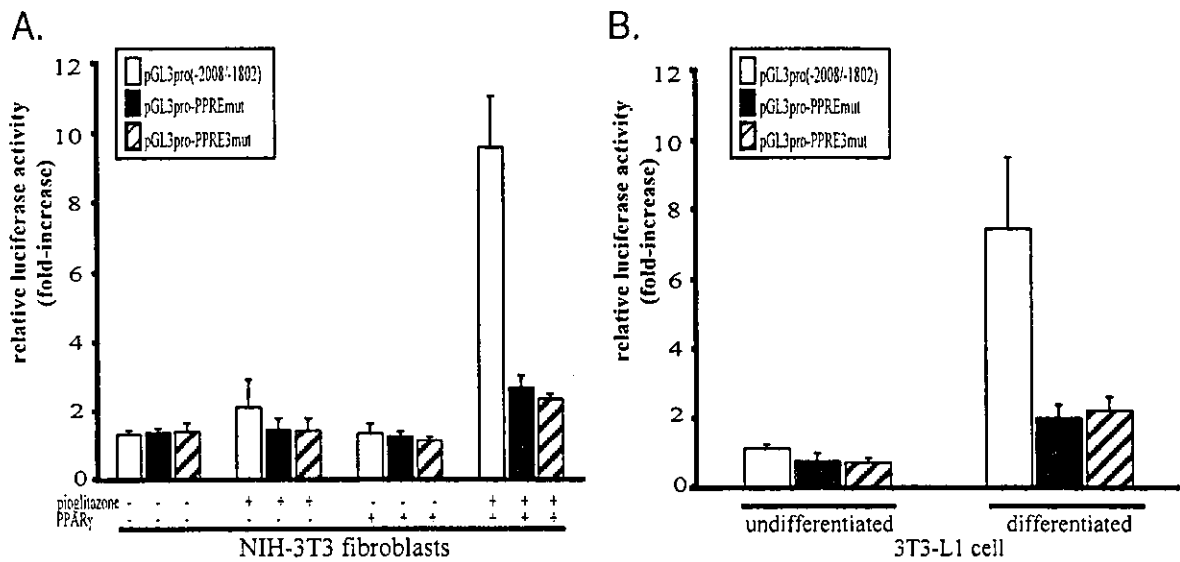 A.
pGL3pro(-2008/-1802)
pGL3pro-PPREmut
pGL3pro-PPRE3mut
relative luciferase activity
(fold-increase)
12
10
8
6
4
2
0
pioglitazone - - - + + + - - - + + +
PPARγ - - - - - - + + + + + +
NIH-3T3 fibroblasts
B.
pGL3pro(-2008/-1802)
pGL3pro-PPREmut
pGL3pro-PPRE3mut
relative luciferase activity
(fold-increase)
12
10
8
6
4
2
0
undifferentiated differentiated
3T3-L1 cell